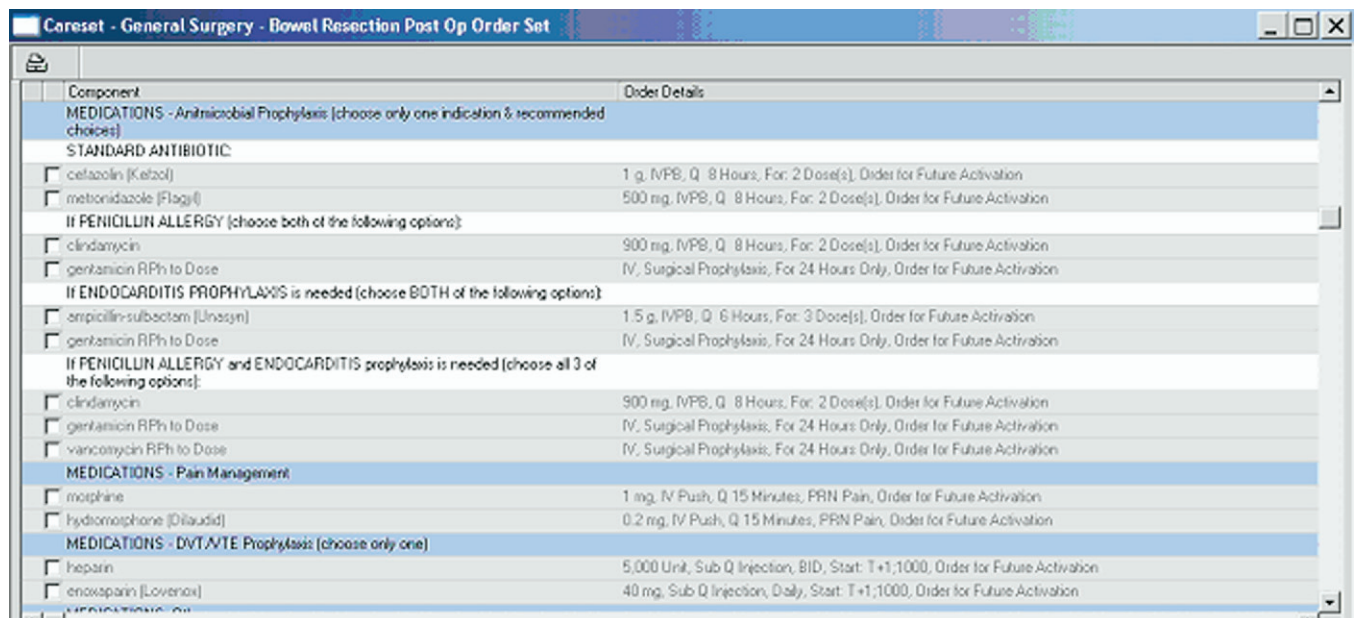 Careset - General Surgery - Bowel Resection Post Op Order Set
Component Order Details
MEDICATIONS - Anitmicrobial Prophylaxis (choose only one indication & recommended
choices)
STANDARD ANTIBIOTIC:
cefazolin (Kefzol) 1 g, IVPB, Q 8 Hours, For: 2 Dose(s), Order for Future Activation
metronidazole (Flagyl) 500 mg, IVPB, Q 8 Hours, For: 2 Dose(s), Order for Future Activation
If PENICILLIN ALLERGY (choose both of the following options):
clindamycin 900 mg, IVPB, Q 8 Hours, For: 2 Dose(s), Order for Future Activation
gentamicin RPh to Dose IV, Surgical Prophylaxis, For 24 Hours Only, Order for Future Activation
If ENDOCARDITIS PROPHYLAXIS is needed (choose BOTH of the following options):
ampicillin-sulbactam (Unasyn) 1.5 g, IVPB, Q 6 Hours, For: 3 Dose(s), Order for Future Activation
gentamicin RPh to Dose IV, Surgical Prophylaxis, For 24 Hours Only, Order for Future Activation
If PENICILLIN ALLERGY and ENDOCARDITIS prophylaxis is needed (choose all 3 of
the following options):
clindamycin 900 mg, IVPB, Q 8 Hours, For: 2 Dose(s), Order for Future Activation
gentamicin RPh to Dose IV, Surgical Prophylaxis, For 24 Hours Only, Order for Future Activation
vancomycin RPh to Dose IV, Surgical Prophylaxis, For 24 Hours Only, Order for Future Activation
MEDICATIONS - Pain Management
morphine 1 mg, IV Push, Q 15 Minutes, PRN Pain, Order for Future Activation
hydromorphone (Dilaudid) 0.2 mg, IV Push, Q 15 Minutes, PRN Pain, Order for Future Activation
MEDICATIONS - DVT/VTE Prophylaxis (choose only one)
heparin 5,000 Unit, Sub Q Injection, BID, Start: T+1;1000, Order for Future Activation
enoxaparin (Lovenox) 40 mg, Sub Q Injection, Daily, Start: T+1;1000, Order for Future Activation